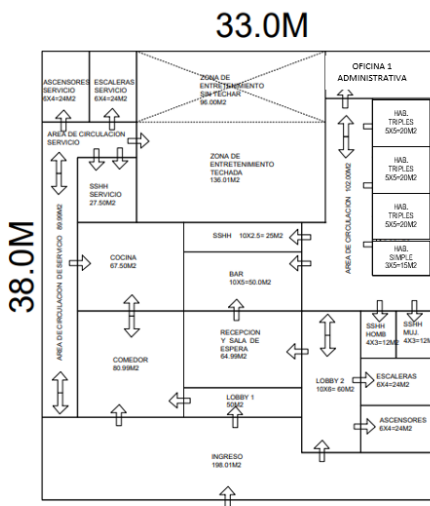 33.0M
38.0M
ASCENSORES
SERVICIO
6X4=24M2
ESCALERAS
SERVICIO
6X4=24M2
ZONA DE
ENTRETENIMIENTO
SIN TECHAR
96.00M2
OFICINA 1
ADMINISTRATIVA
AREA DE CIRCULACION
SERVICIO
HAB.
TRIPLES
5X5=20M2
HAB.
TRIPLES
5X5=20M2
HAB.
TRIPLES
5X5=20M2
HAB.
SIMPLE
3X5=15M2
ZONA DE
ENTRETENIMIENTO
TECHADA
136.01M2
AREA DE CIRCULACION 102.00M2
SSHH
SERVICIO
27.50M2
AREA DE CIRCULACION DE SERVICIO 89.99M2
SSHH 10X2.5= 25M2
COCINA
67.50M2
BAR
10X5=50.0M2
RECEPCION
Y SALA DE
ESPERA
64.99M2
SSHH
HOMB
4X3=12M2
SSHH
MUJ.
4X3=12M2
COMEDOR
80.99M2
LOBBY 2
10X6= 60M2
ESCALERAS
6X4=24M2
LOBBY 1
50M2
ASCENSORES
6X4=24M2
INGRESO
198.01M2